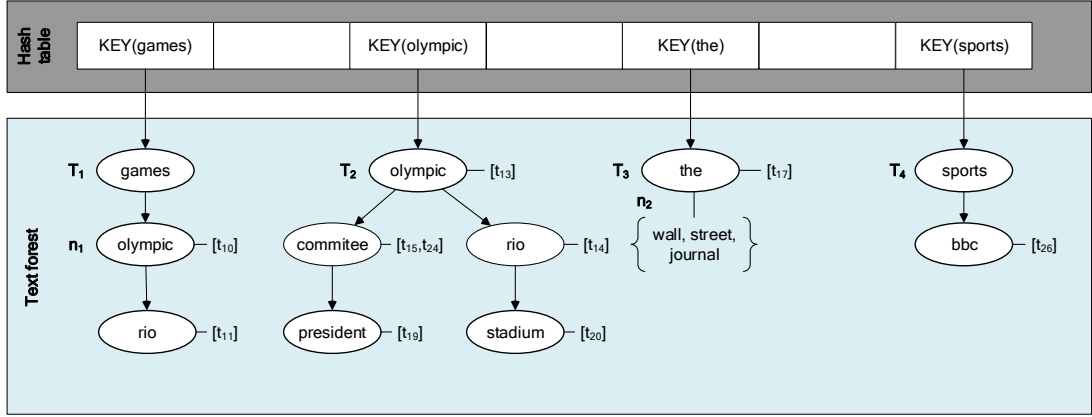 Hash table
KEY(games)
KEY(olympic)
KEY(the)
KEY(sports)
Text forest
T1
games
T2
olympic
[t13]
T3
the
[t17]
T4
sports
n1
olympic
[t10]
commitee
[t15,t24]
rio
[t14]
n2
wall, street,
journal
bbc
[t26]
rio
[t11]
president
[t19]
stadium
[t20]